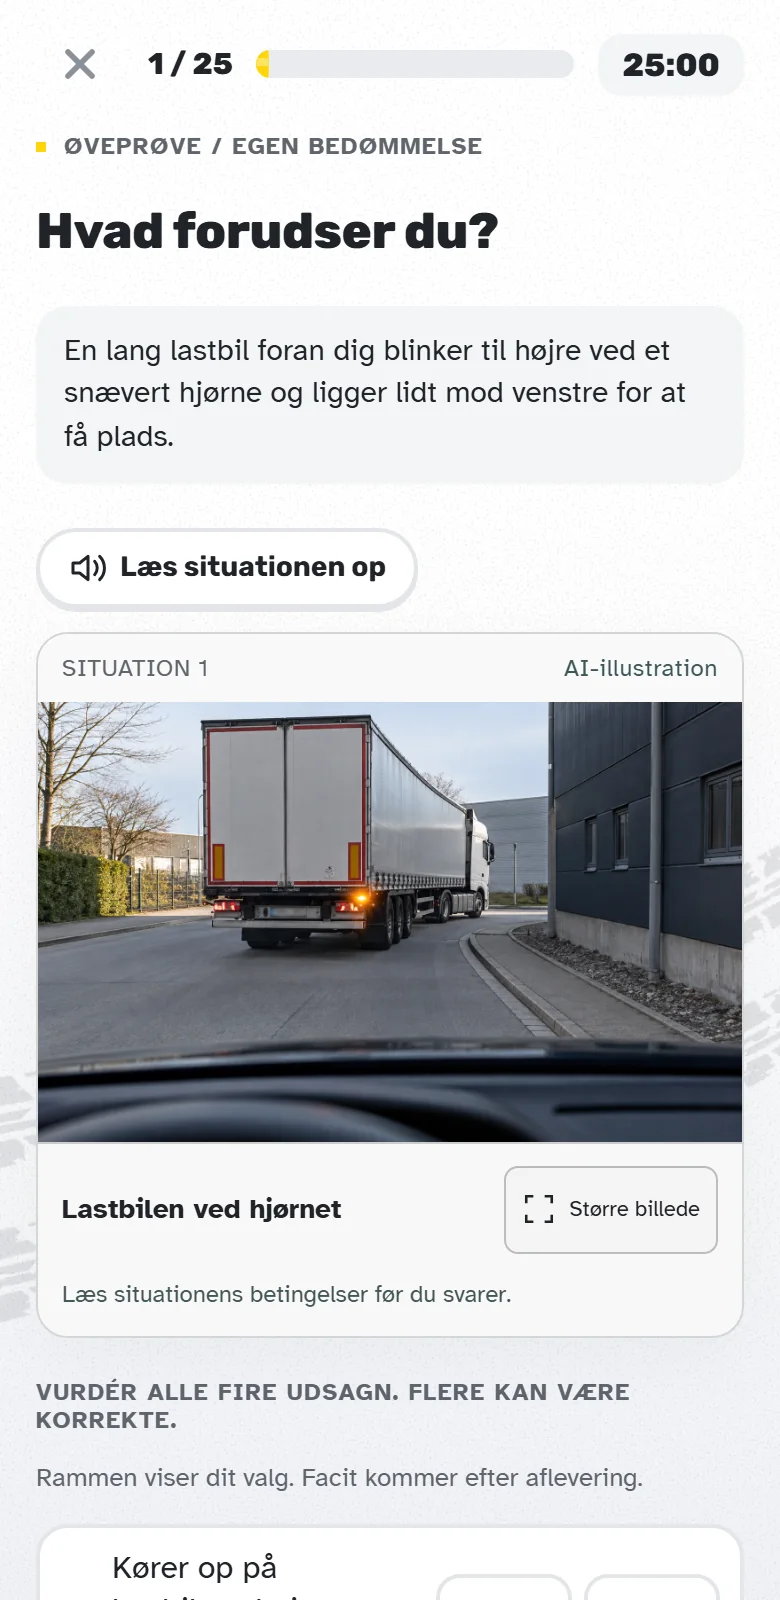 1 / 25
25:00
ØVEPRØVE / EGEN BEDØMMELSE
Hvad forudser du?
En lang lastbil foran dig blinker til højre ved et
snævert hjørne og ligger lidt mod venstre for at
få plads.
Læs situationen op
SITUATION 1
AI-illustration
Lastbilen ved hjørnet
Større billede
Læs situationens betingelser før du svarer.
VURDÉR ALLE FIRE UDSAGN. FLERE KAN VÆRE
KORREKTE.
Rammen viser dit valg. Facit kommer efter aflevering.
Kører op på